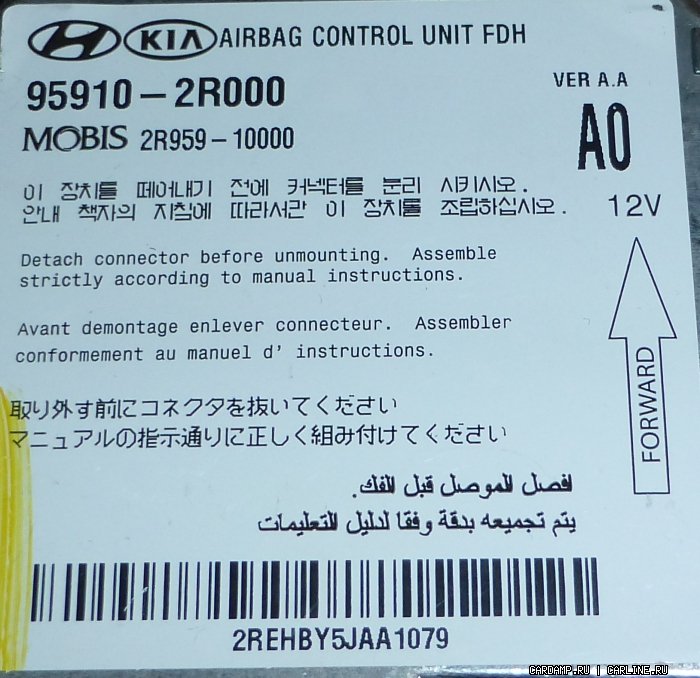 KIA AIRBAG CONTROL UNIT FDH
95910-2R000
VER A.A
MOBIS 2R959-10000
A0
이 장치를 떼어내기 전에 커넥터를 분리 시키시오.
안내 책자의 지침에 따라서만 이 장치를 조립하십시오.
12V
Detach connector before unmounting. Assemble
strictly according to manual instructions.
Avant demontage enlever connecteur. Assembler
conformement au manuel d' instructions.
FORWARD
取り外す前にコネクタを抜いてください
マニュアルの指示通りに正しく組み付けてください
افصل الموصل قبل الفك.
يتم تجميعه بدقة وفقا لدليل التعليمات
2REHBY5JAA1079
CARDAMP.RU | CARLINE.RU